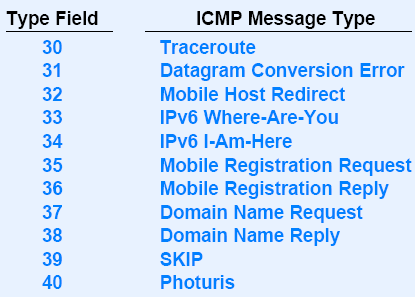 Type Field ICMP Message Type
30 Traceroute
31 Datagram Conversion Error
32 Mobile Host Redirect
33 IPv6 Where-Are-You
34 IPv6 I-Am-Here
35 Mobile Registration Request
36 Mobile Registration Reply
37 Domain Name Request
38 Domain Name Reply
39 SKIP
40 Photuris